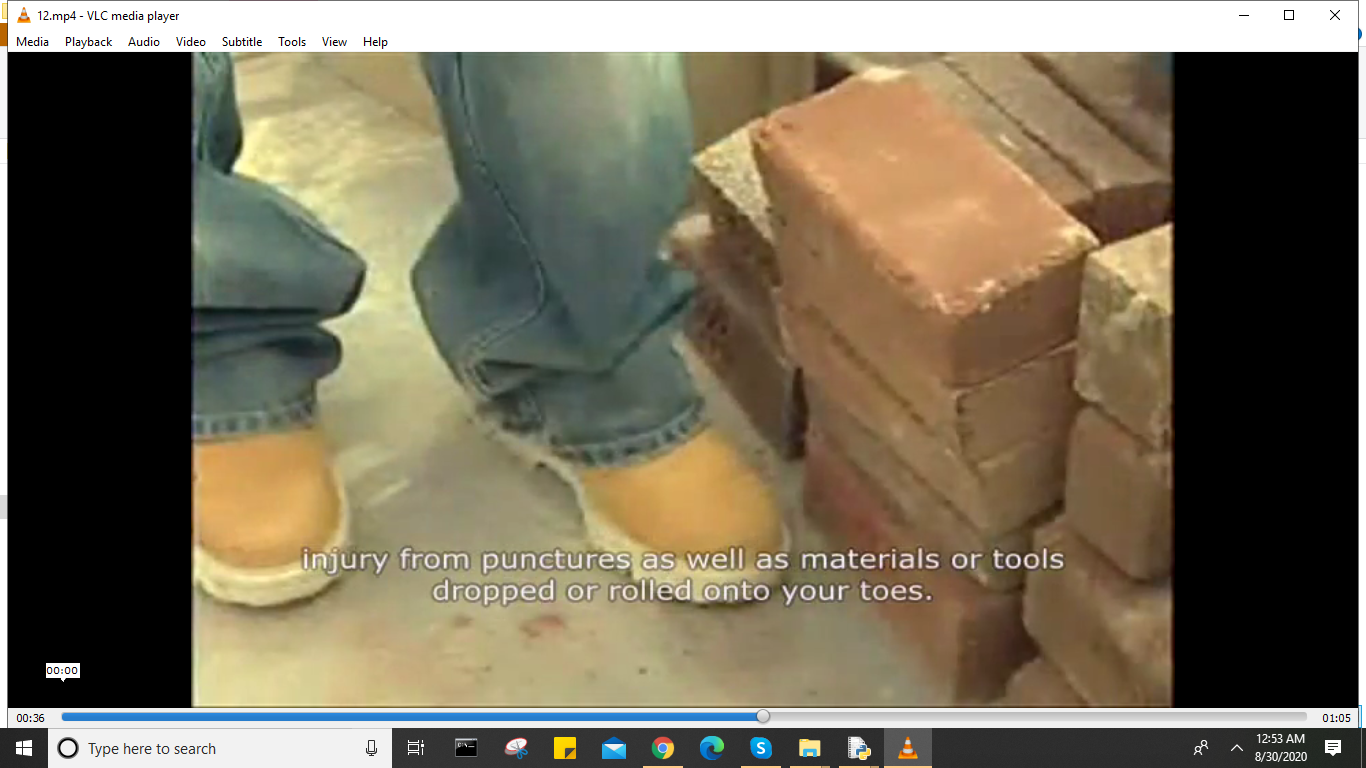 12.mp4 - VLC media player
Media Playback Audio Video Subtitle Tools View Help
injury from punctures as well as materials or tools
dropped or rolled onto your toes.
00:00
00:36
01:05
Type here to search
12:53 AM
8/30/2020